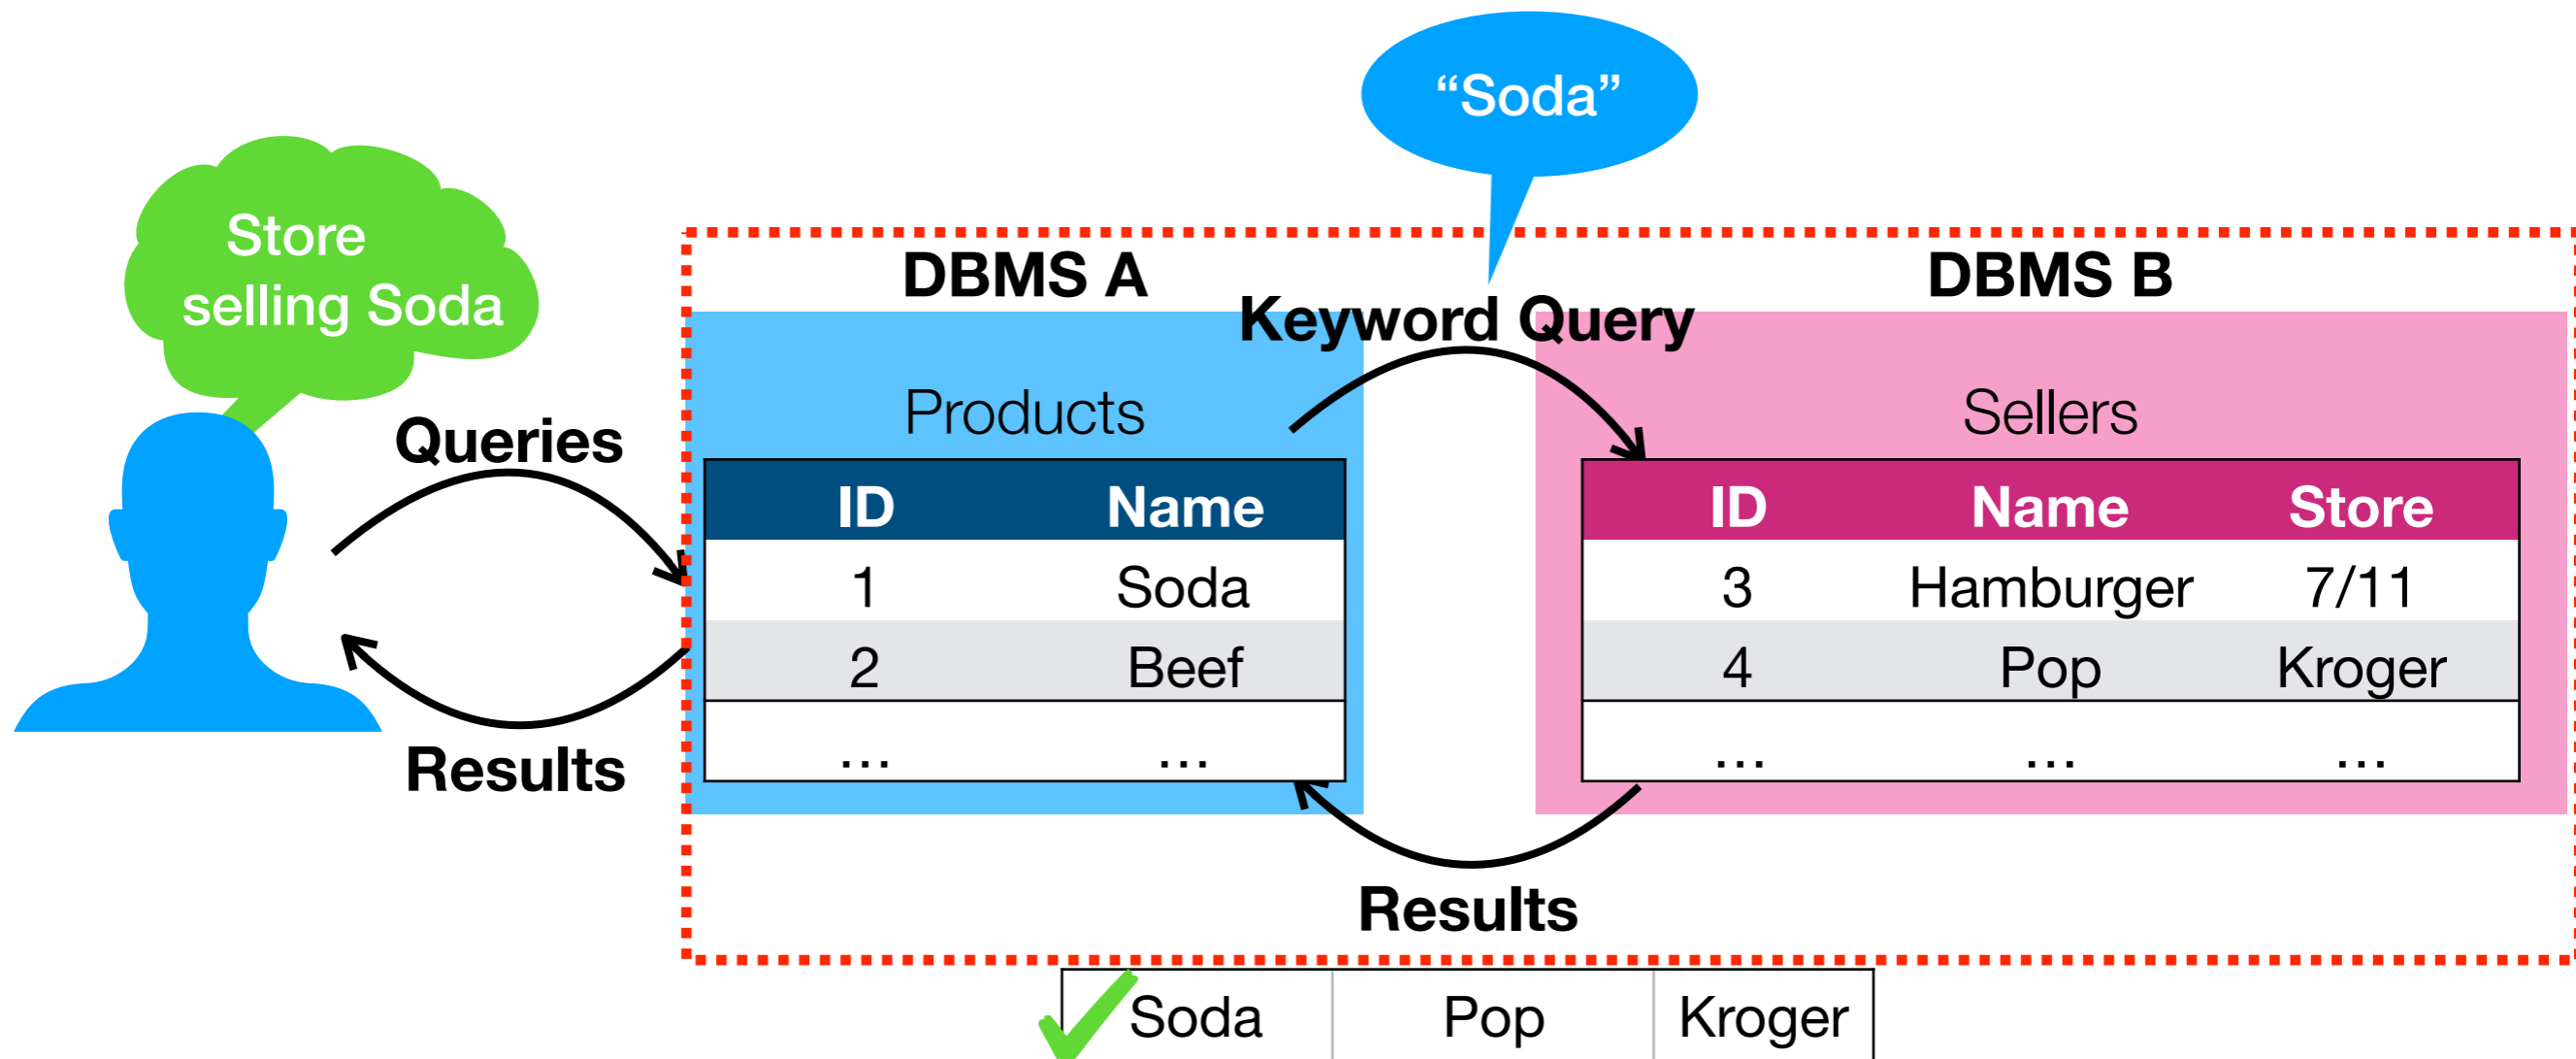 “Soda”
Store
selling Soda
DBMS A
DBMS B
Keyword Query
Products
Sellers
Queries
ID Name
ID Name Store
1 Soda
3 Hamburger 7/11
2 Beef
4 Pop Kroger
... ...
... ... ...
Results
Results
Soda Pop Kroger